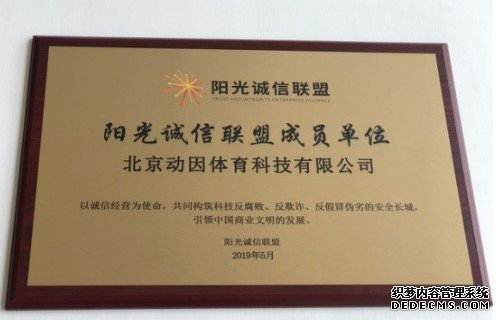 阳光诚信联盟
TRUST AND INTEGRITY ENTERPRISE ALLIANCE
阳光诚信联盟成员单位
北京动因体育科技有限公司
以诚信经营为使命，共同构筑科技反腐败、反欺诈、反假冒伪劣的安全长城，
引领中国商业文明的发展。
阳光诚信联盟
2019年5月
织梦内容管理系统
DEDECMS.COM